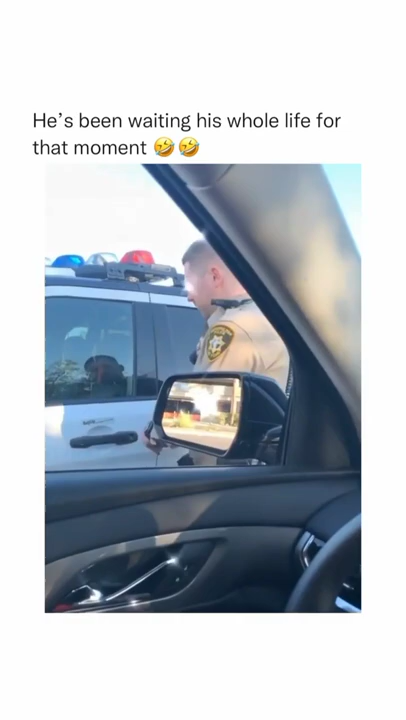 He’s been waiting his whole life for
that moment 🤣🤣